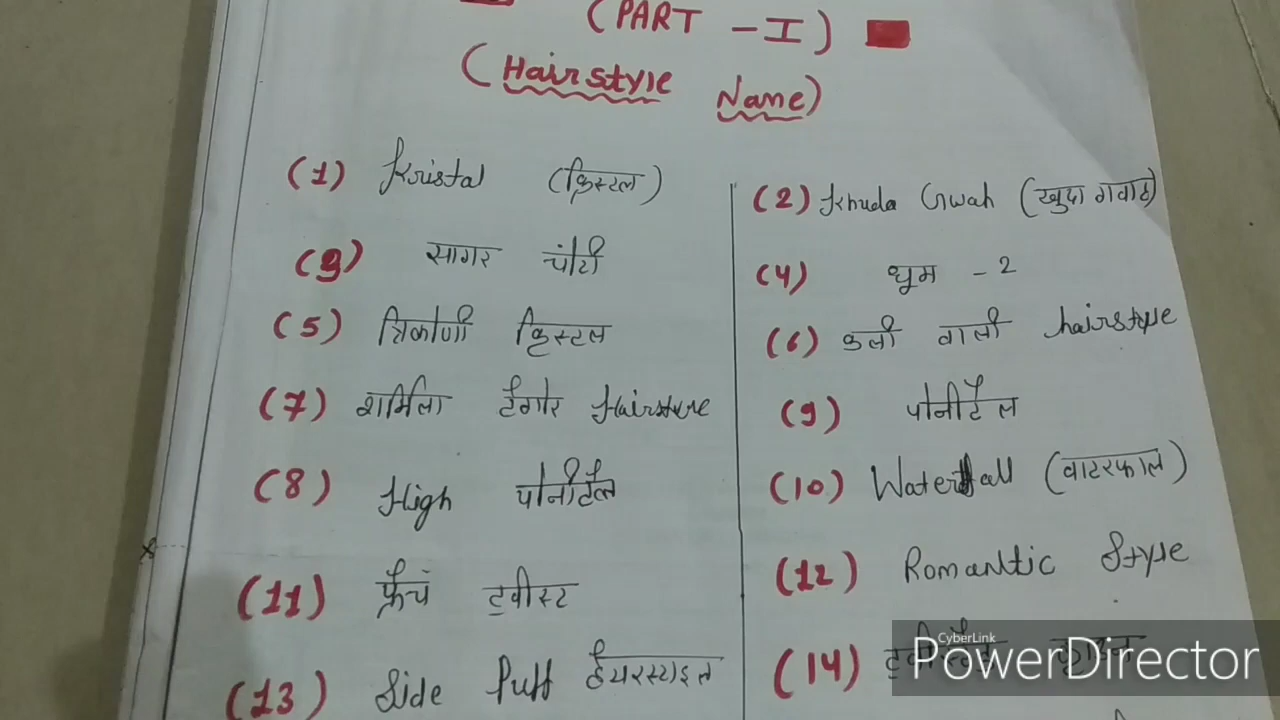 (PART - I)
(Hairstyle Name)
(1) Kristal (क्रिस्टल)
(2) Khuda Gwah (खुदा गवाह)
(3) सागर चोंटी
(4) धूम - 2
(5) त्रिकोणी क्रिस्टल
(6) कली वाली hairstyle
(7) शर्मिला टैगोर Hairstyle
(9) पोनीटैल
(8) High पोनीटैल
(10) Waterfall (वाटरफाल)
(11) फ्रैचं ट्वीस्ट
(12) Romantic Style
(13) Side Puff हैयरस्टाइल
(14)
CyberLink
PowerDirector